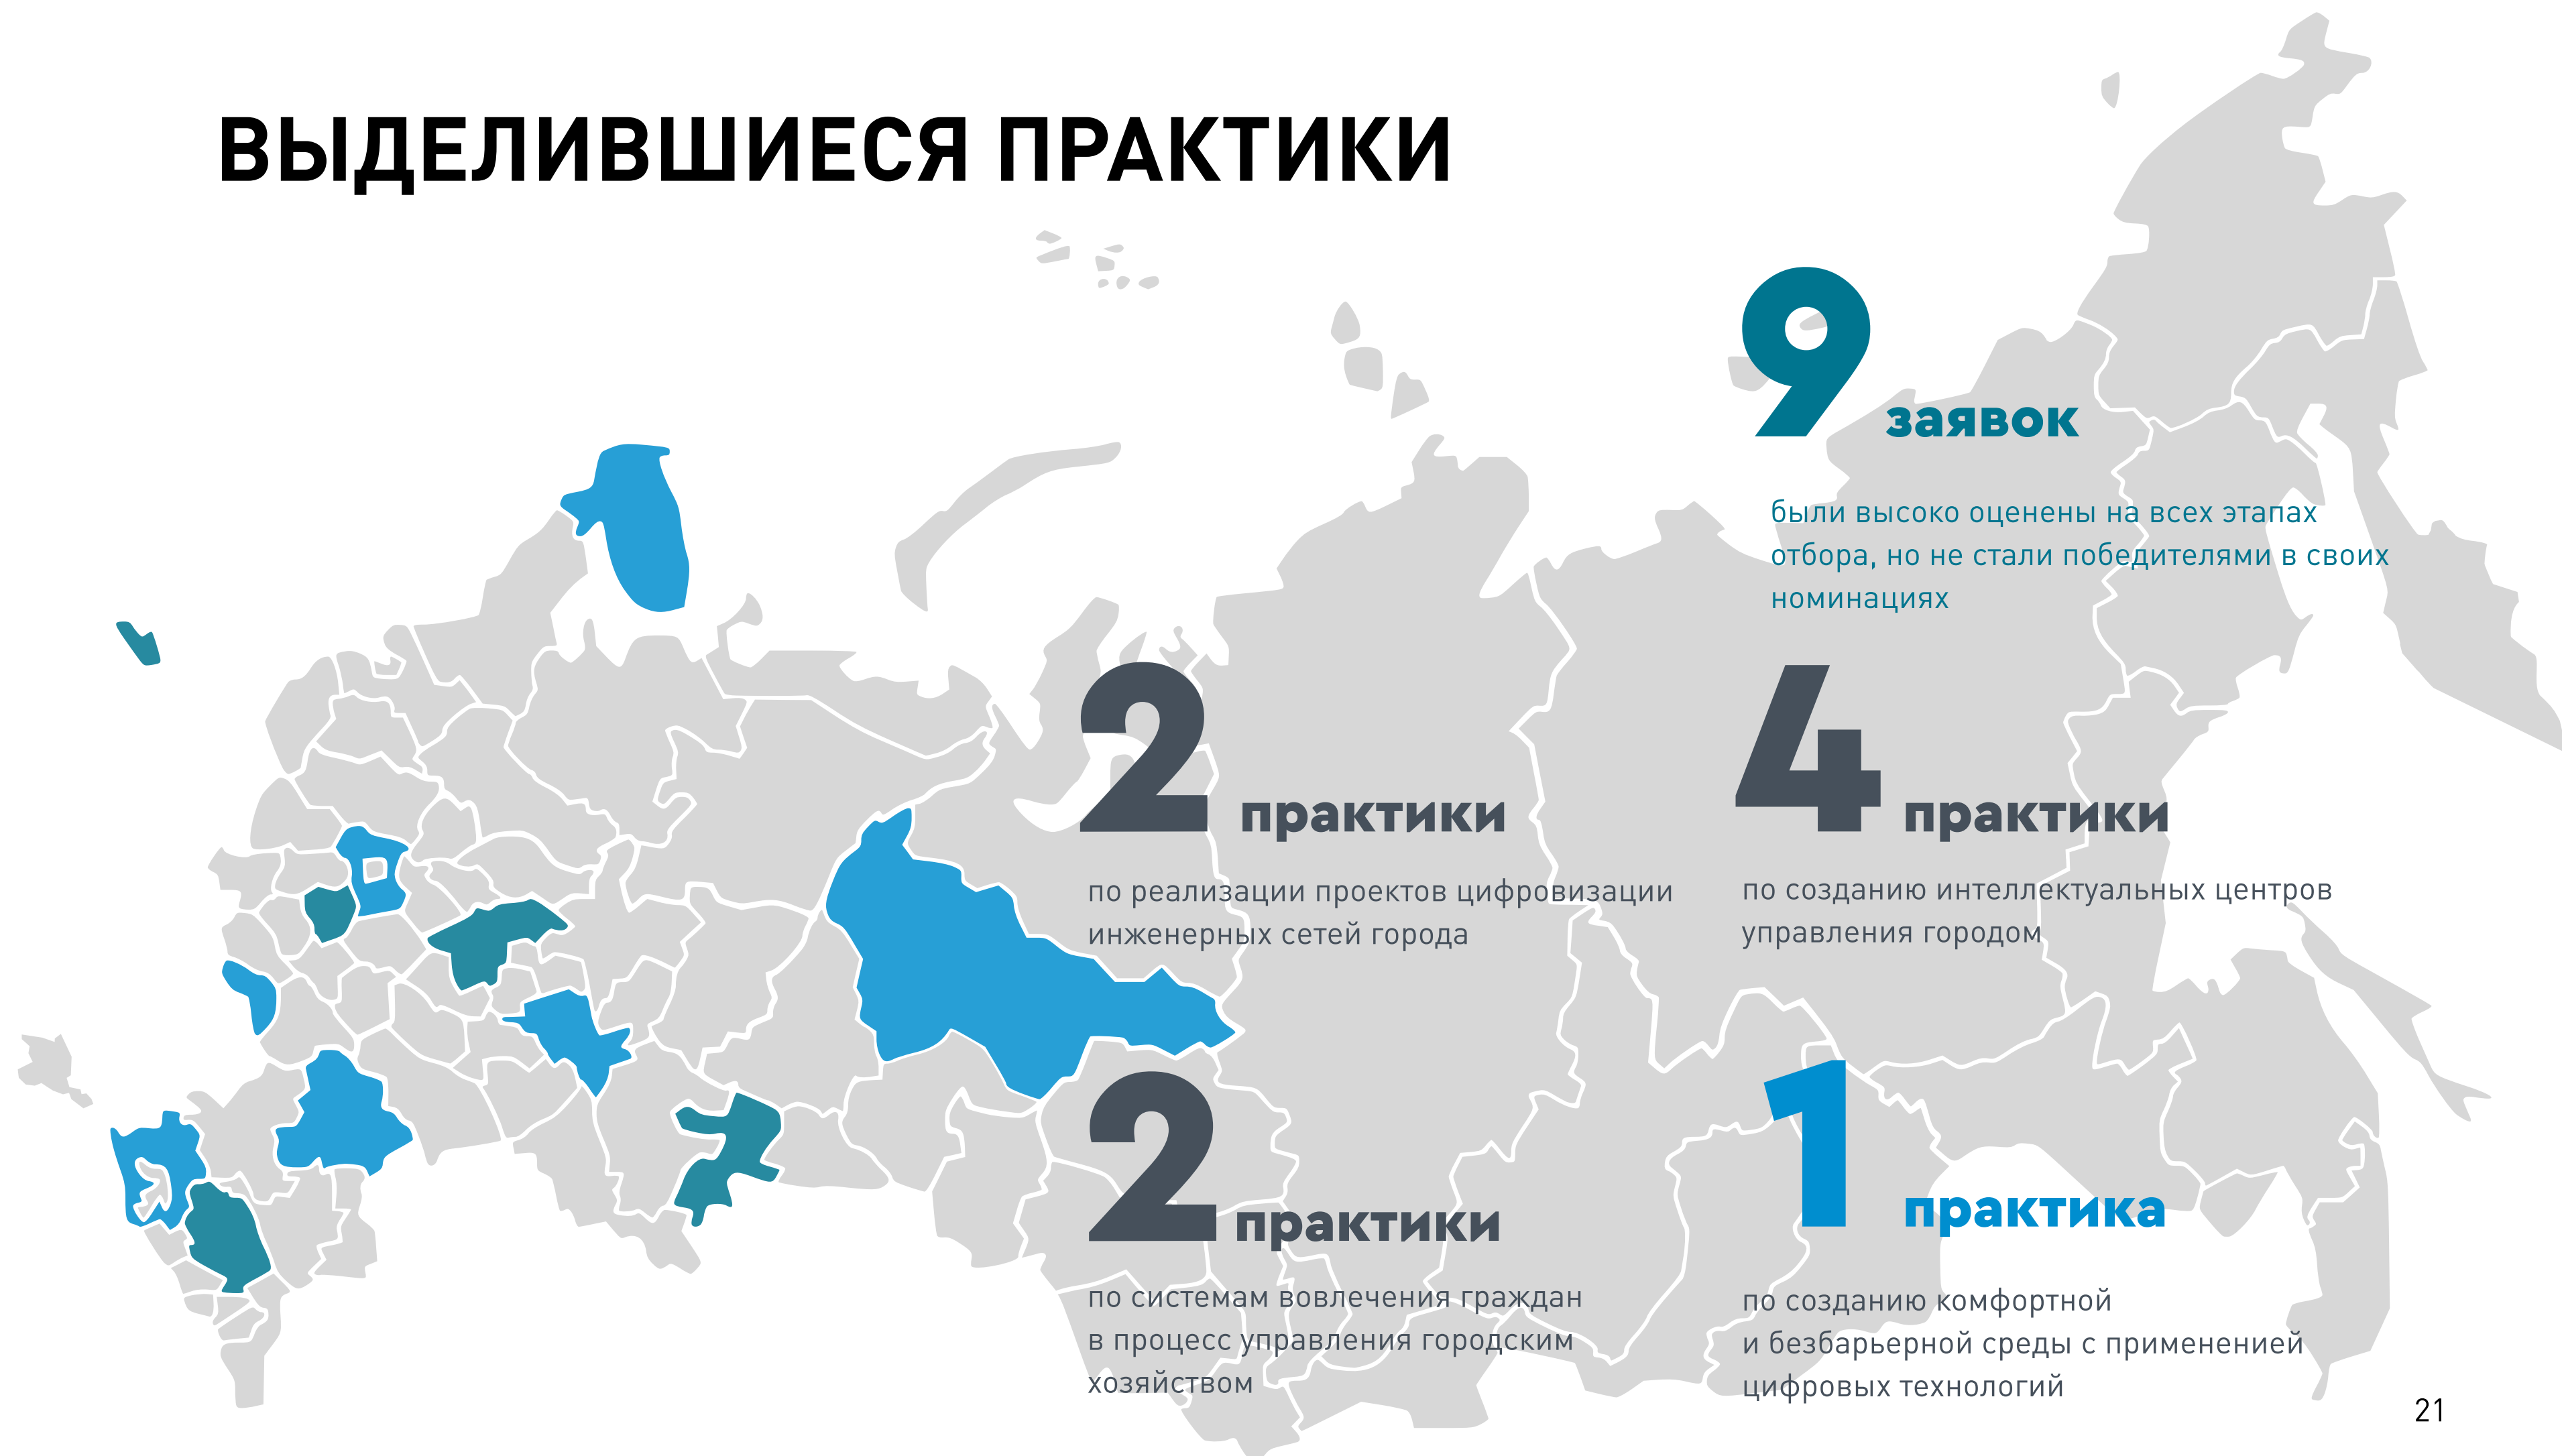 ВЫДЕЛИВШИЕСЯ ПРАКТИКИ
9 заявок
были высоко оценены на всех этапах
отбора, но не стали победителями в своих
номинациях
2 практики
по реализации проектов цифровизации
инженерных сетей города
4 практики
по созданию интеллектуальных центров
управления городом
2 практики
по системам вовлечения граждан
в процесс управления городским
хозяйством
1 практика
по созданию комфортной
и безбарьерной среды с примененией
цифровых технологий
21